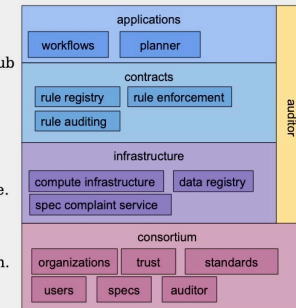 applications
workflows planner
ub
contracts
rule registry rule enforcement
rule auditing
auditor
infrastructure
compute infrastructure data registry
e.
spec complaint service
consortium
n.
organizations trust standards
users specs auditor